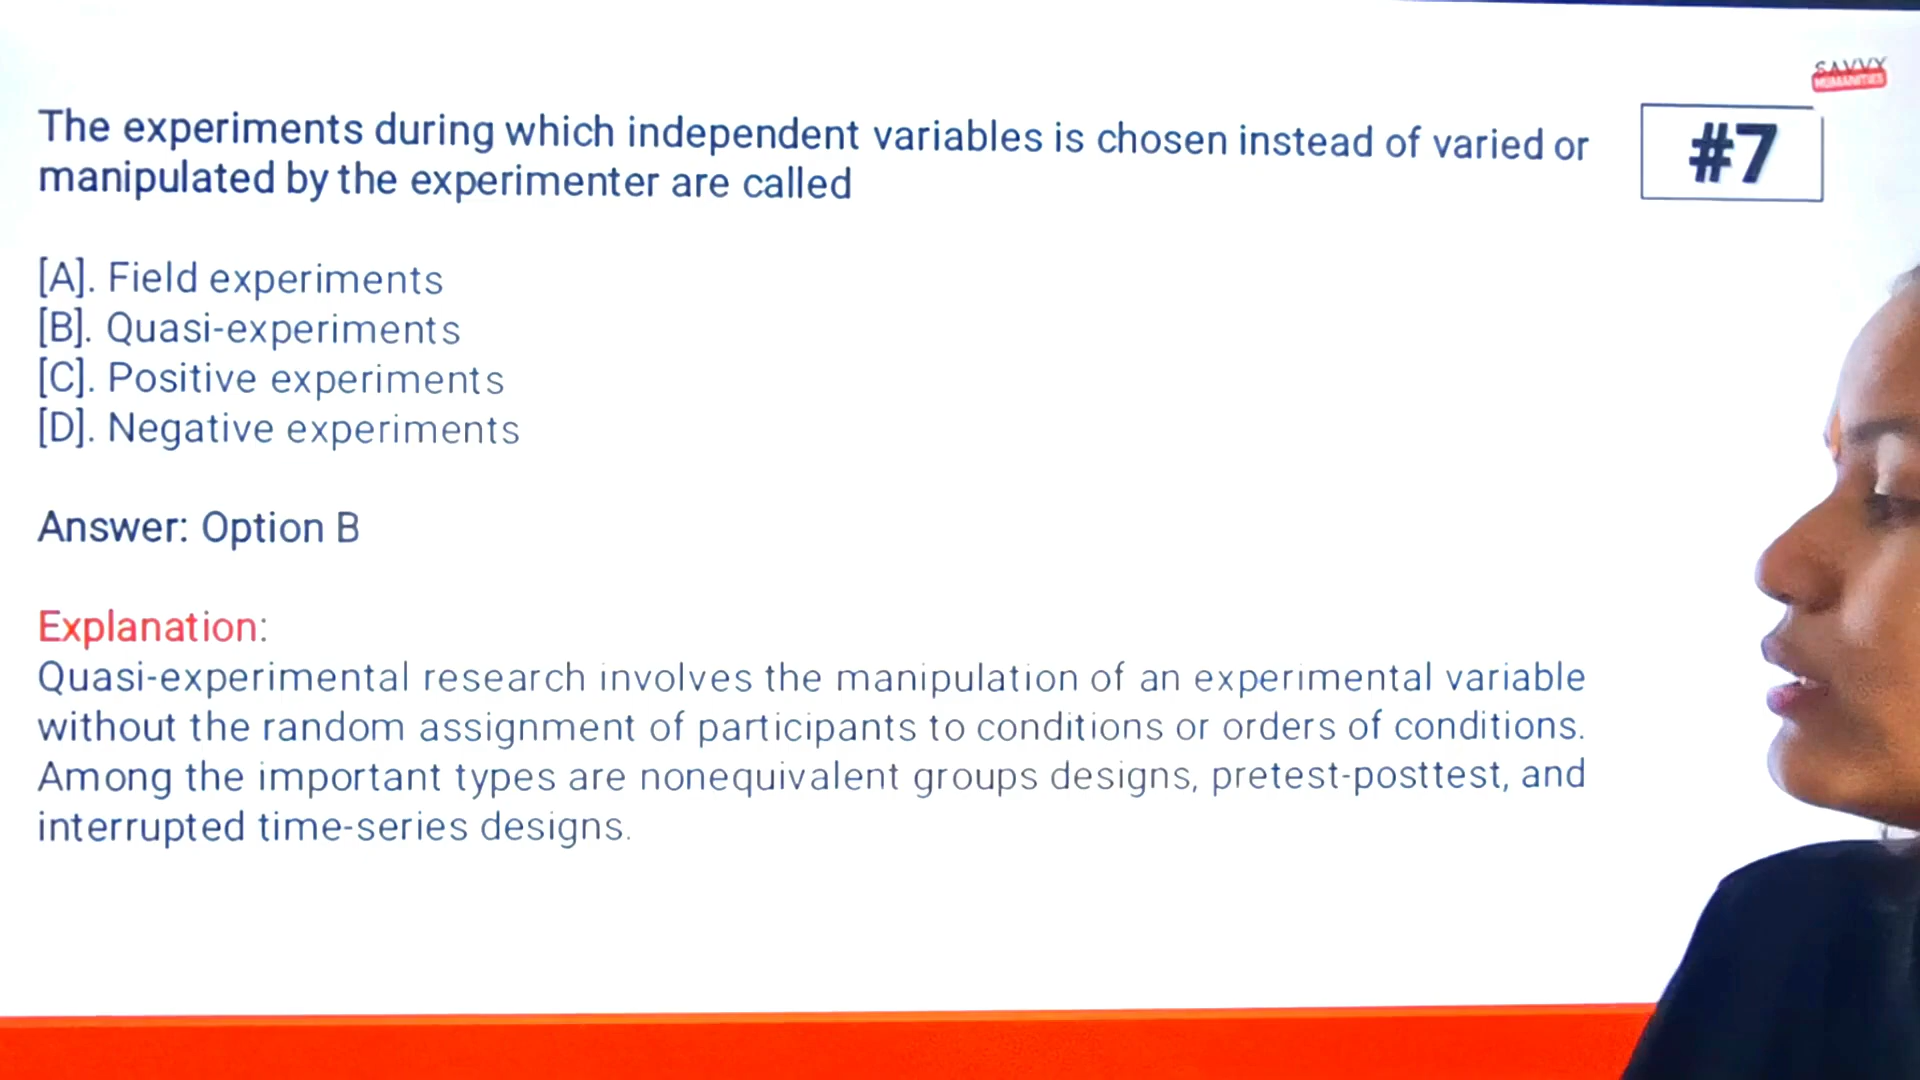 SAVVY
HUMANITIES
The experiments during which independent variables is chosen instead of varied or
#7
manipulated by the experimenter are called
[A]. Field experiments
[B]. Quasi-experiments
[C]. Positive experiments
[D]. Negative experiments
Answer: Option B
Explanation:
Quasi-experimental research involves the manipulation of an experimental variable
without the random assignment of participants to conditions or orders of conditions.
Among the important types are nonequivalent groups designs, pretest-posttest, and
interrupted time-series designs.